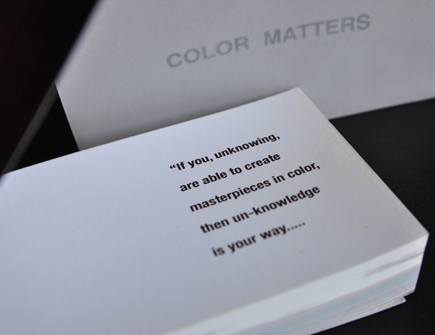 COLOR MATTERS
"If you, unknowing,
are able to create
masterpieces in color,
then un-knowledge
is your way.....